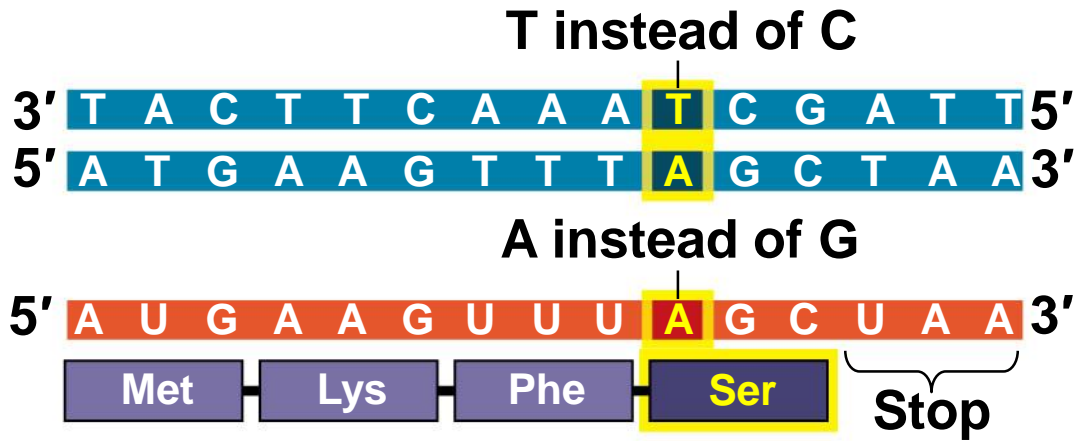 T instead of C
3′ T A C T T C A A A T C G A T T 5′
5′ A T G A A G T T T A G C T A A 3′
A instead of G
5′ A U G A A G U U U A G C U A A 3′
Met Lys Phe Ser Stop